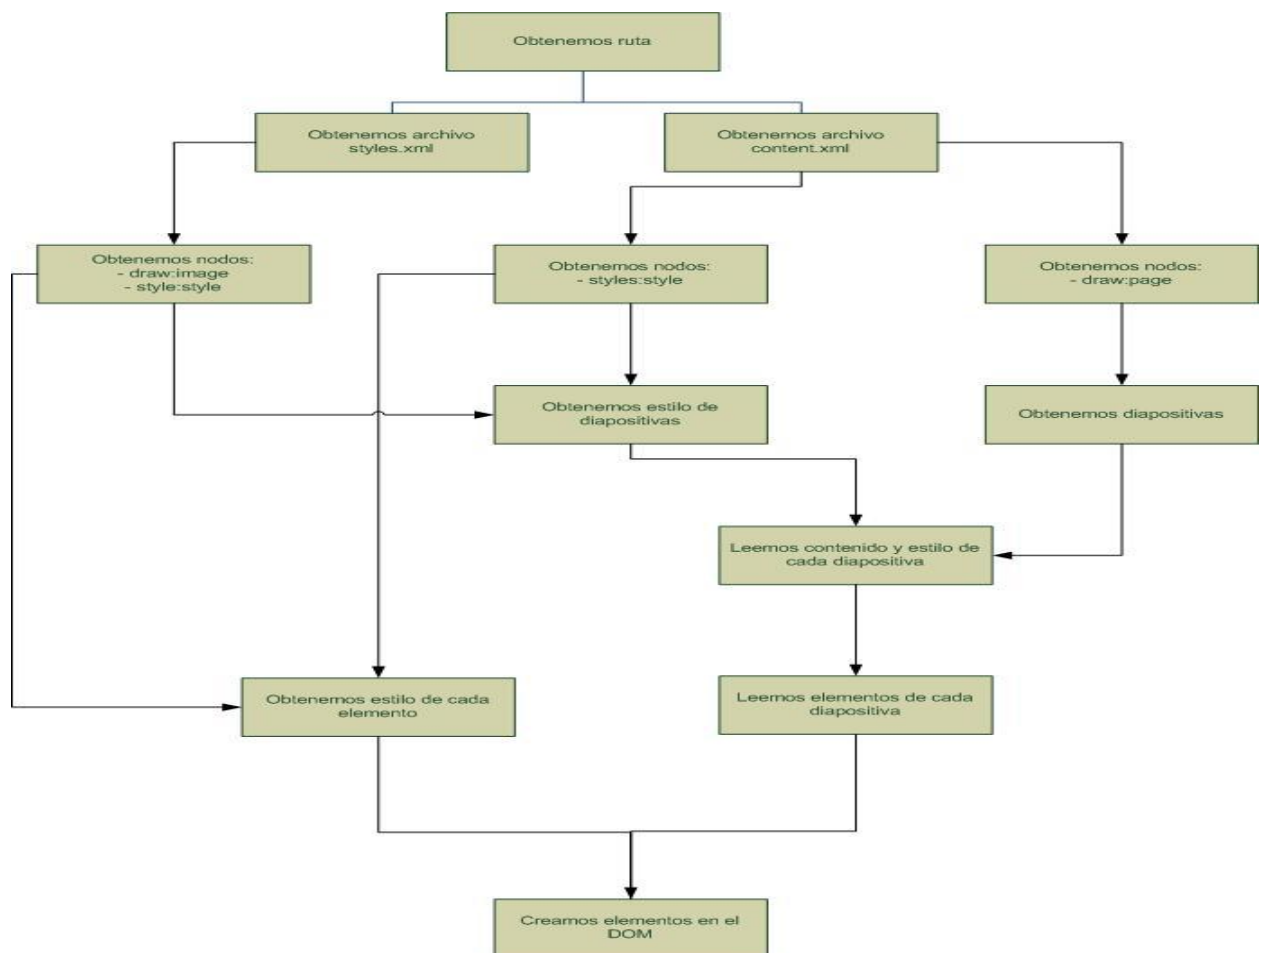 Obtenemos ruta
Obtenemos archivo
styles.xml
Obtenemos archivo
content.xml
Obtenemos nodos:
- draw:image
- style:style
Obtenemos nodos:
- styles:style
Obtenemos nodos:
- draw:page
Obtenemos estilo de
diapositivas
Obtenemos diapositivas
Leemos contenido y estilo de
cada diapositiva
Obtenemos estilo de cada
elemento
Leemos elementos de cada
diapositiva
Creamos elementos en el
DOM